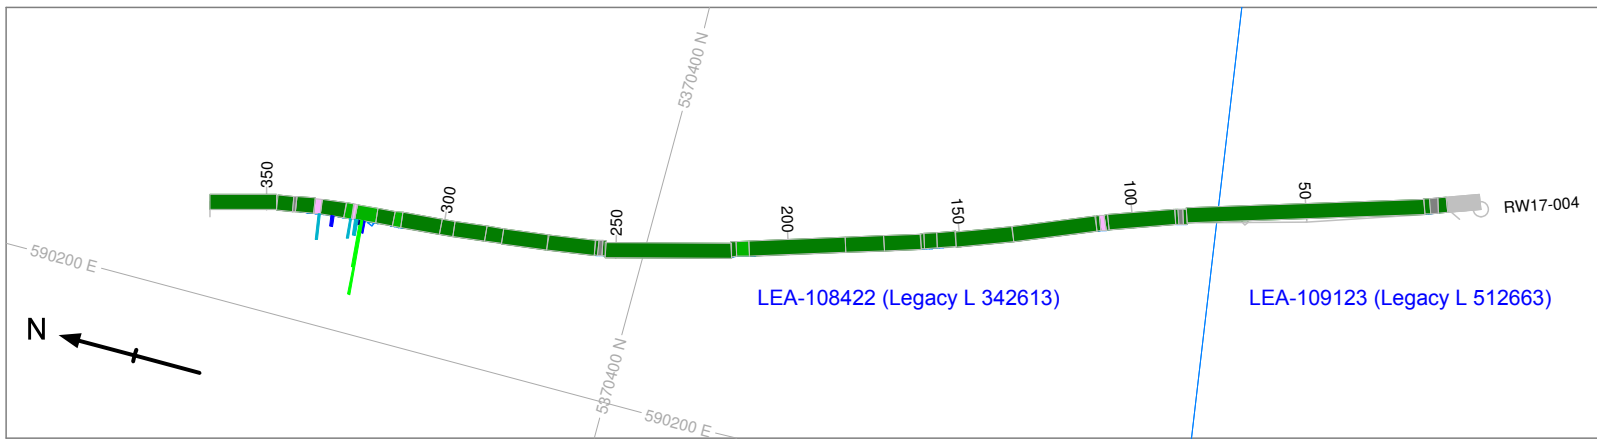 5370400 N
350
300
250
200
150
100
50
RW17-004
590200 E
LEA-108422 (Legacy L 342613)
LEA-109123 (Legacy L 512663)
N
5370400 N
590200 E